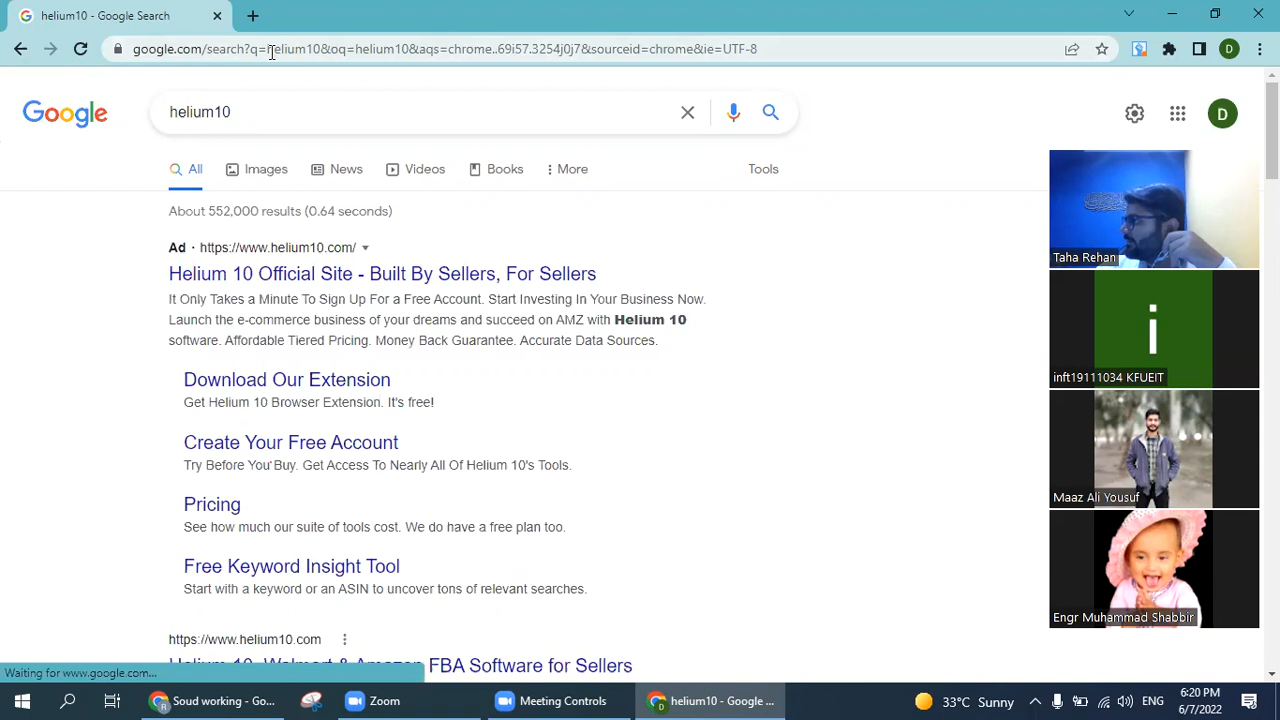 helium10 - Google Search
google.com/search?q=helium10&oq=helium10&aqs=chrome..69i57.3254j0j7&sourceid=chrome&ie=UTF-8
D
Google
helium10
D
All
Images
News
Videos
Books
More
Tools
About 552,000 results (0.64 seconds)
Ad · https://www.helium10.com/
Helium 10 Official Site - Built By Sellers, For Sellers
It Only Takes a Minute To Sign Up For a Free Account. Start Investing In Your Business Now.
Launch the e-commerce business of your dreams and succeed on AMZ with Helium 10
software. Affordable Tiered Pricing. Money Back Guarantee. Accurate Data Sources.
Download Our Extension
Get Helium 10 Browser Extension. It's free!
Create Your Free Account
Try Before You Buy. Get Access To Nearly All Of Helium 10's Tools.
Pricing
See how much our suite of tools cost. We do have a free plan too.
Free Keyword Insight Tool
Start with a keyword or an ASIN to uncover tons of relevant searches.
https://www.helium10.com
Helium 10, Walmart & Amazon FBA Software for Sellers
Waiting for www.google.com...
Taha Rehan
i
inft19111034 KFUEIT
Maaz Ali Yousuf
Engr Muhammad Shabbir
Soud working - G...
Zoom
Meeting Controls
helium10 - Google ...
33°C Sunny
ENG
6:20 PM
6/7/2022